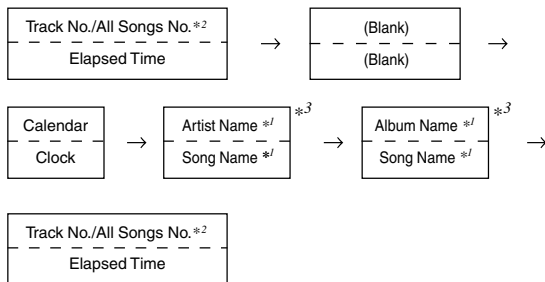 Track No./All Songs No.*2
Elapsed Time
→
(Blank)
(Blank)
→
Calendar
Clock
→
Artist Name *1
Song Name *1
*3
→
Album Name *1
Song Name *1
*3
→
Track No./All Songs No.*2
Elapsed Time